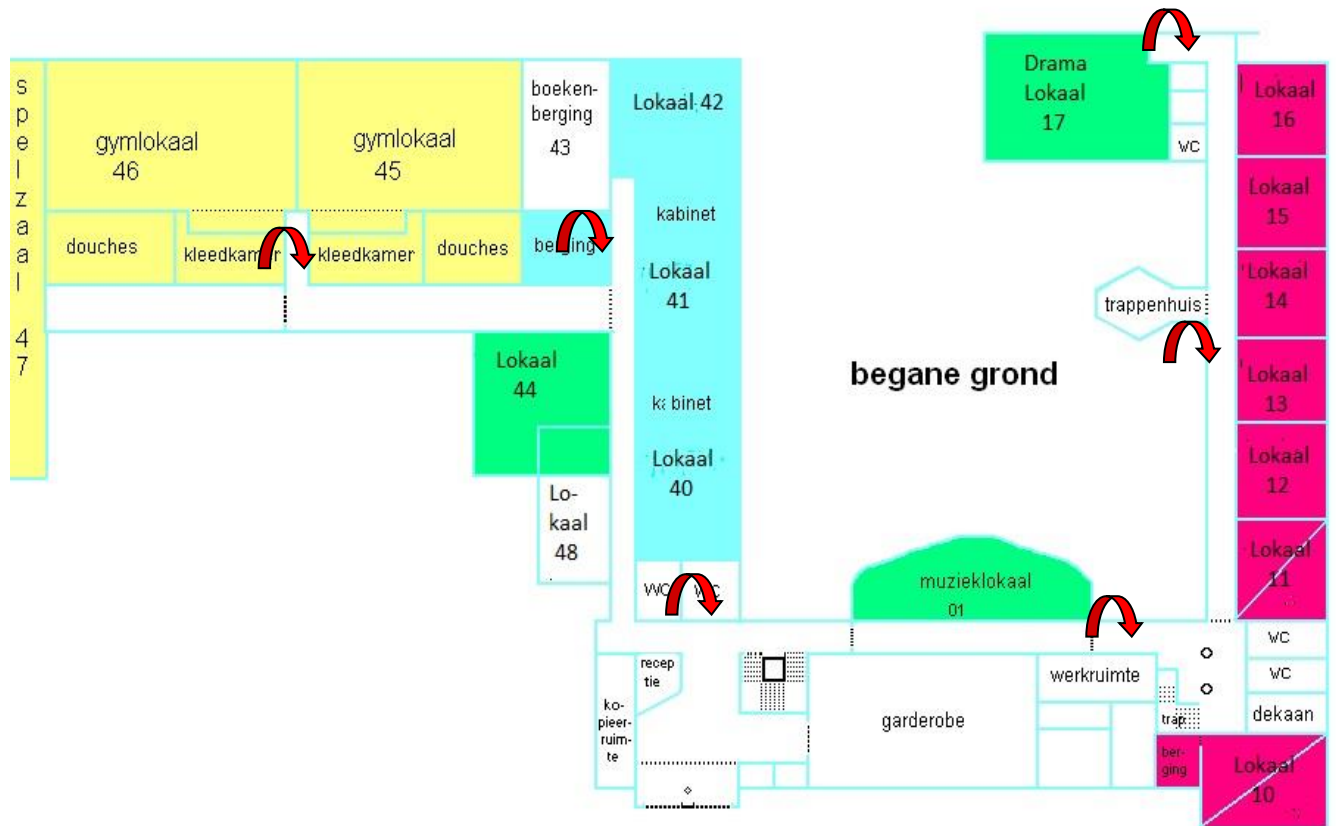 spelzaal
47
gymlokaal
46
gymlokaal
45
boeken-
berging
43
Lokaal 42
douches
kleedkamer
kleedkamer
douches
berging
kabinet
Lokaal
41
Lokaal
44
kabinet
Lokaal
40
Lo-
kaal
48
WC
WC
Drama
Lokaal
17
WC
Lokaal
16
Lokaal
15
Lokaal
14
trappenhuis
Lokaal
13
Lokaal
12
Lokaal
11
begane grond
muzieklokaal
01
recep
tie
ko-
pieer-
ruim-
te
garderobe
werkruimte
trap
ber-
ging
WC
WC
dekaan
Lokaal
10